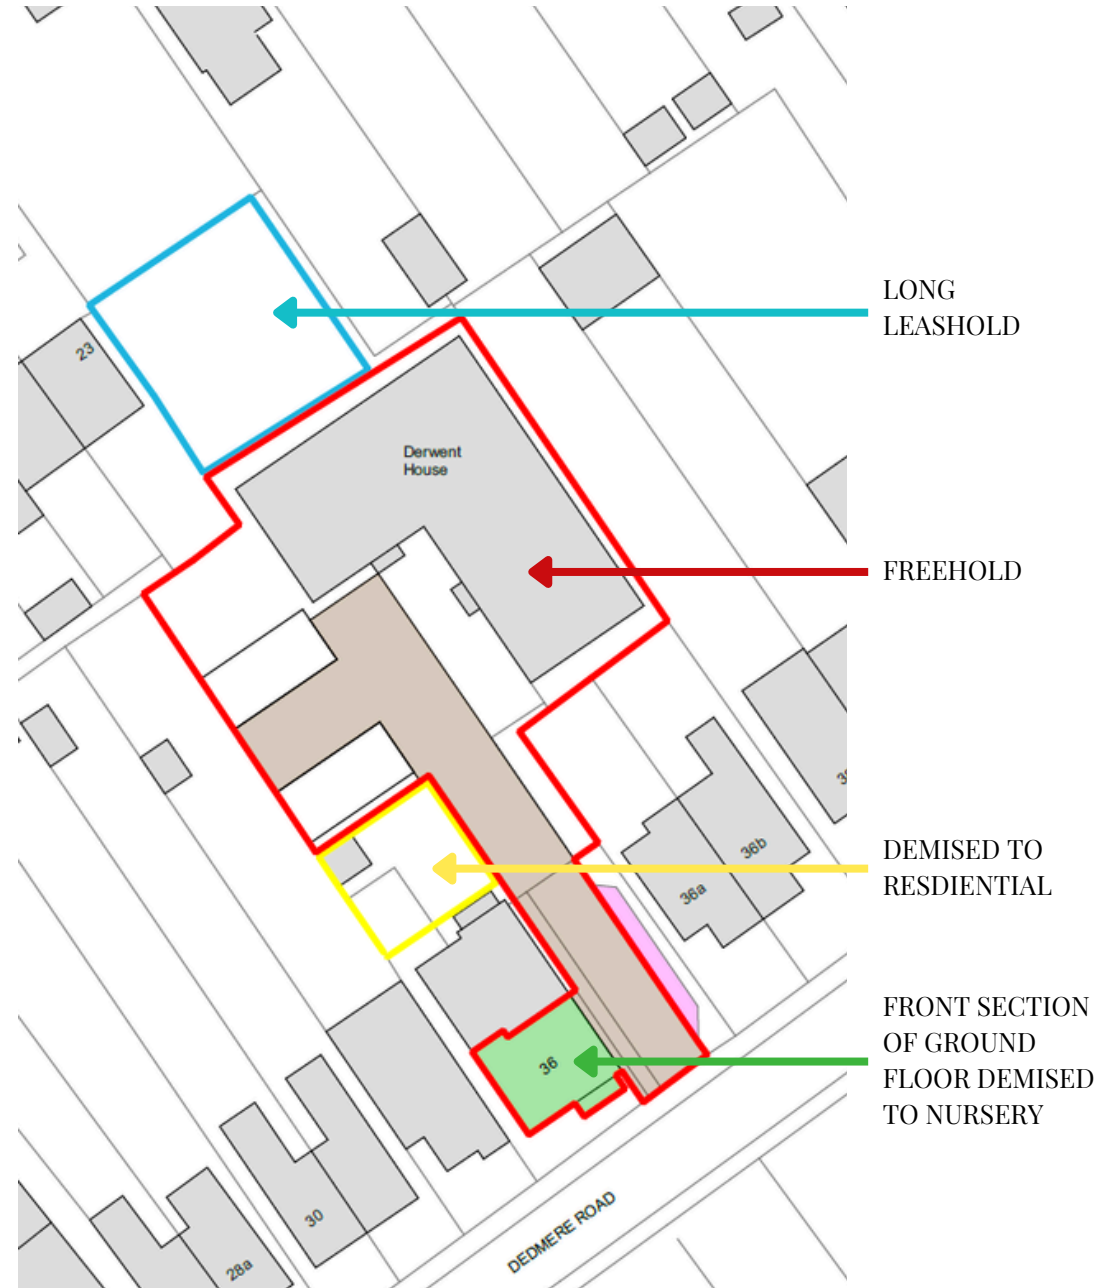 LONG
LEASHOLD
23
Derwent
House
FREEHOLD
DEMISED TO
RESDIENTIAL
36b
36a
FRONT SECTION
OF GROUND
FLOOR DEMISED
TO NURSERY
36
30
28a
DEDMERE ROAD